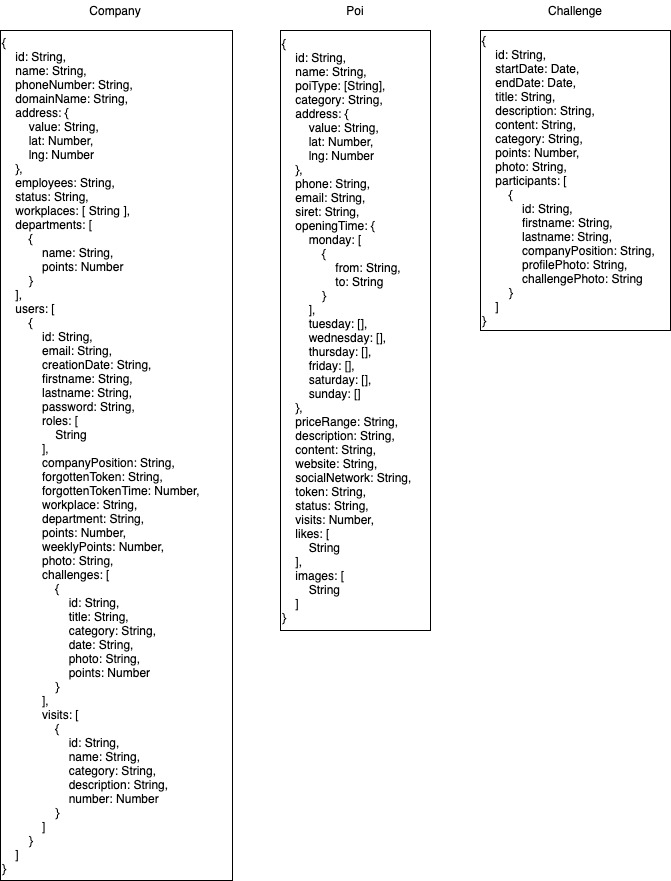 Company
{
id: String,
name: String,
phoneNumber: String,
domainName: String,
address: {
value: String,
lat: Number,
lng: Number
},
employees: String,
status: String,
workplaces: [ String ],
departments: [
{
name: String,
points: Number
}
],
users: [
{
id: String,
email: String,
creationDate: String,
firstname: String,
lastname: String,
password: String,
roles: [
String
],
companyPosition: String,
forgottenToken: String,
forgottenTokenTime: Number,
workplace: String,
department: String,
points: Number,
weeklyPoints: Number,
photo: String,
challenges: [
{
id: String,
title: String,
category: String,
date: String,
photo: String,
points: Number
}
],
visits: [
{
id: String,
name: String,
category: String,
description: String,
number: Number
}
]
}
]
}
Poi
{
id: String,
name: String,
poiType: [String],
category: String,
address: {
value: String,
lat: Number,
lng: Number
},
phone: String,
email: String,
siret: String,
openingTime: {
monday: [
{
from: String,
to: String
}
],
tuesday: [],
wednesday: [],
thursday: [],
friday: [],
saturday: [],
sunday: []
},
priceRange: String,
description: String,
content: String,
website: String,
socialNetwork: String,
token: String,
status: String,
visits: Number,
likes: [
String
],
images: [
String
]
}
Challenge
{
id: String,
startDate: Date,
endDate: Date,
title: String,
description: String,
content: String,
category: String,
points: Number,
photo: String,
participants: [
{
id: String,
firstname: String,
lastname: String,
companyPosition: String,
profilePhoto: String,
challengePhoto: String
}
]
}